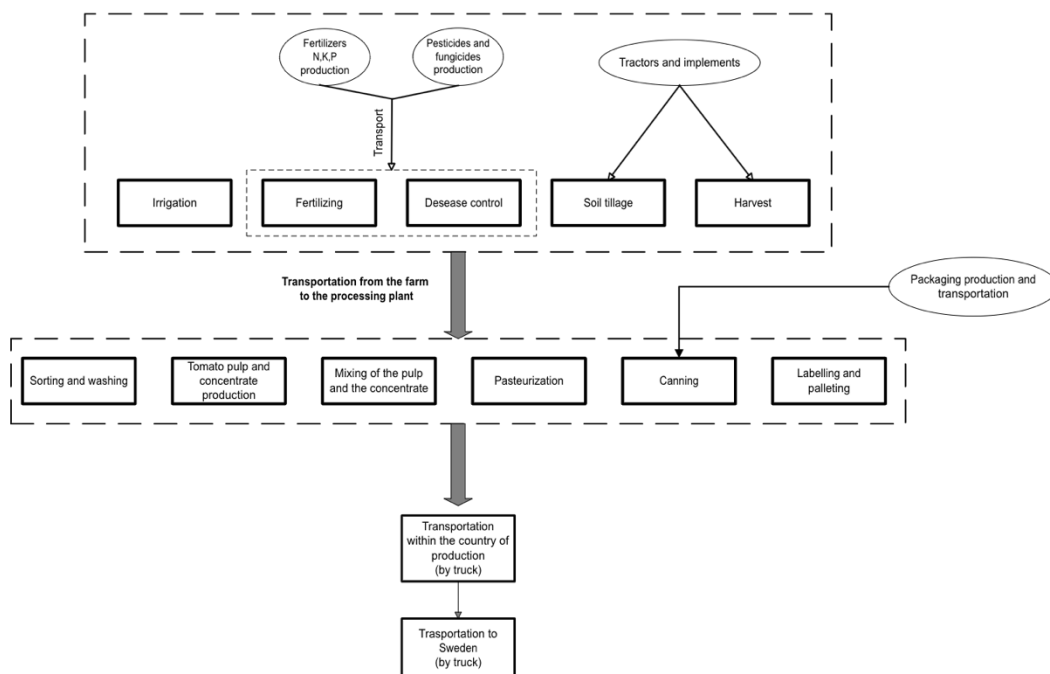 Fertilizers
N,K,P
production
Pesticides and
fungicides
production
Tractors and implements
Transport
Irrigation
Fertilizing
Desease control
Soil tillage
Harvest
Transportation from the farm
to the processing plant
Packaging production and
transportation
Sorting and washing
Tomato pulp and
concentrate
production
Mixing of the pulp
and the concentrate
Pasteurization
Canning
Labelling and
palleting
Transportation
within the country of
production
(by truck)
Trasportation to
Sweden
(by truck)